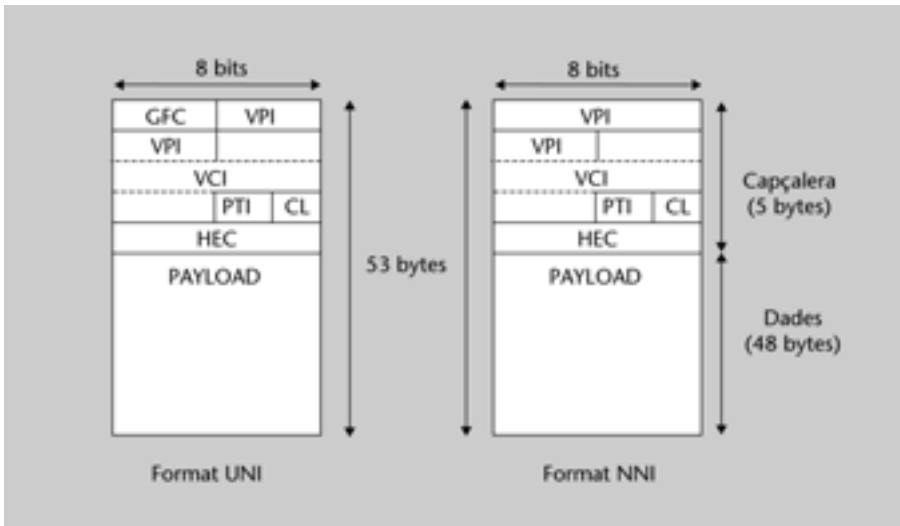 8 bits
GFC VPI
VPI
VCI
PTI CL
HEC
PAYLOAD
53 bytes
Format UNI
8 bits
VPI
VPI
VCI
PTI CL
HEC
PAYLOAD
Capçalera
(5 bytes)
Dades
(48 bytes)
Format NNI